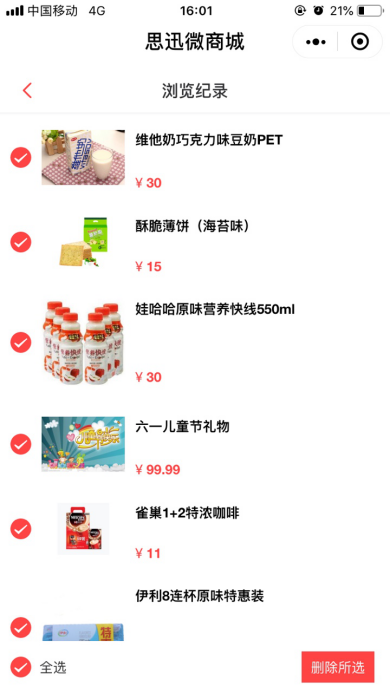 中国移动 4G 16:01 21%
思迅微商城
浏览纪录
维他奶巧克力味豆奶PET
¥ 30
酥脆薄饼（海苔味）
¥ 15
娃哈哈原味营养快线550ml
¥ 30
六一儿童节礼物
¥ 99.99
雀巢1+2特浓咖啡
¥ 11
伊利8连杯原味特惠装
特
全选
删除所选